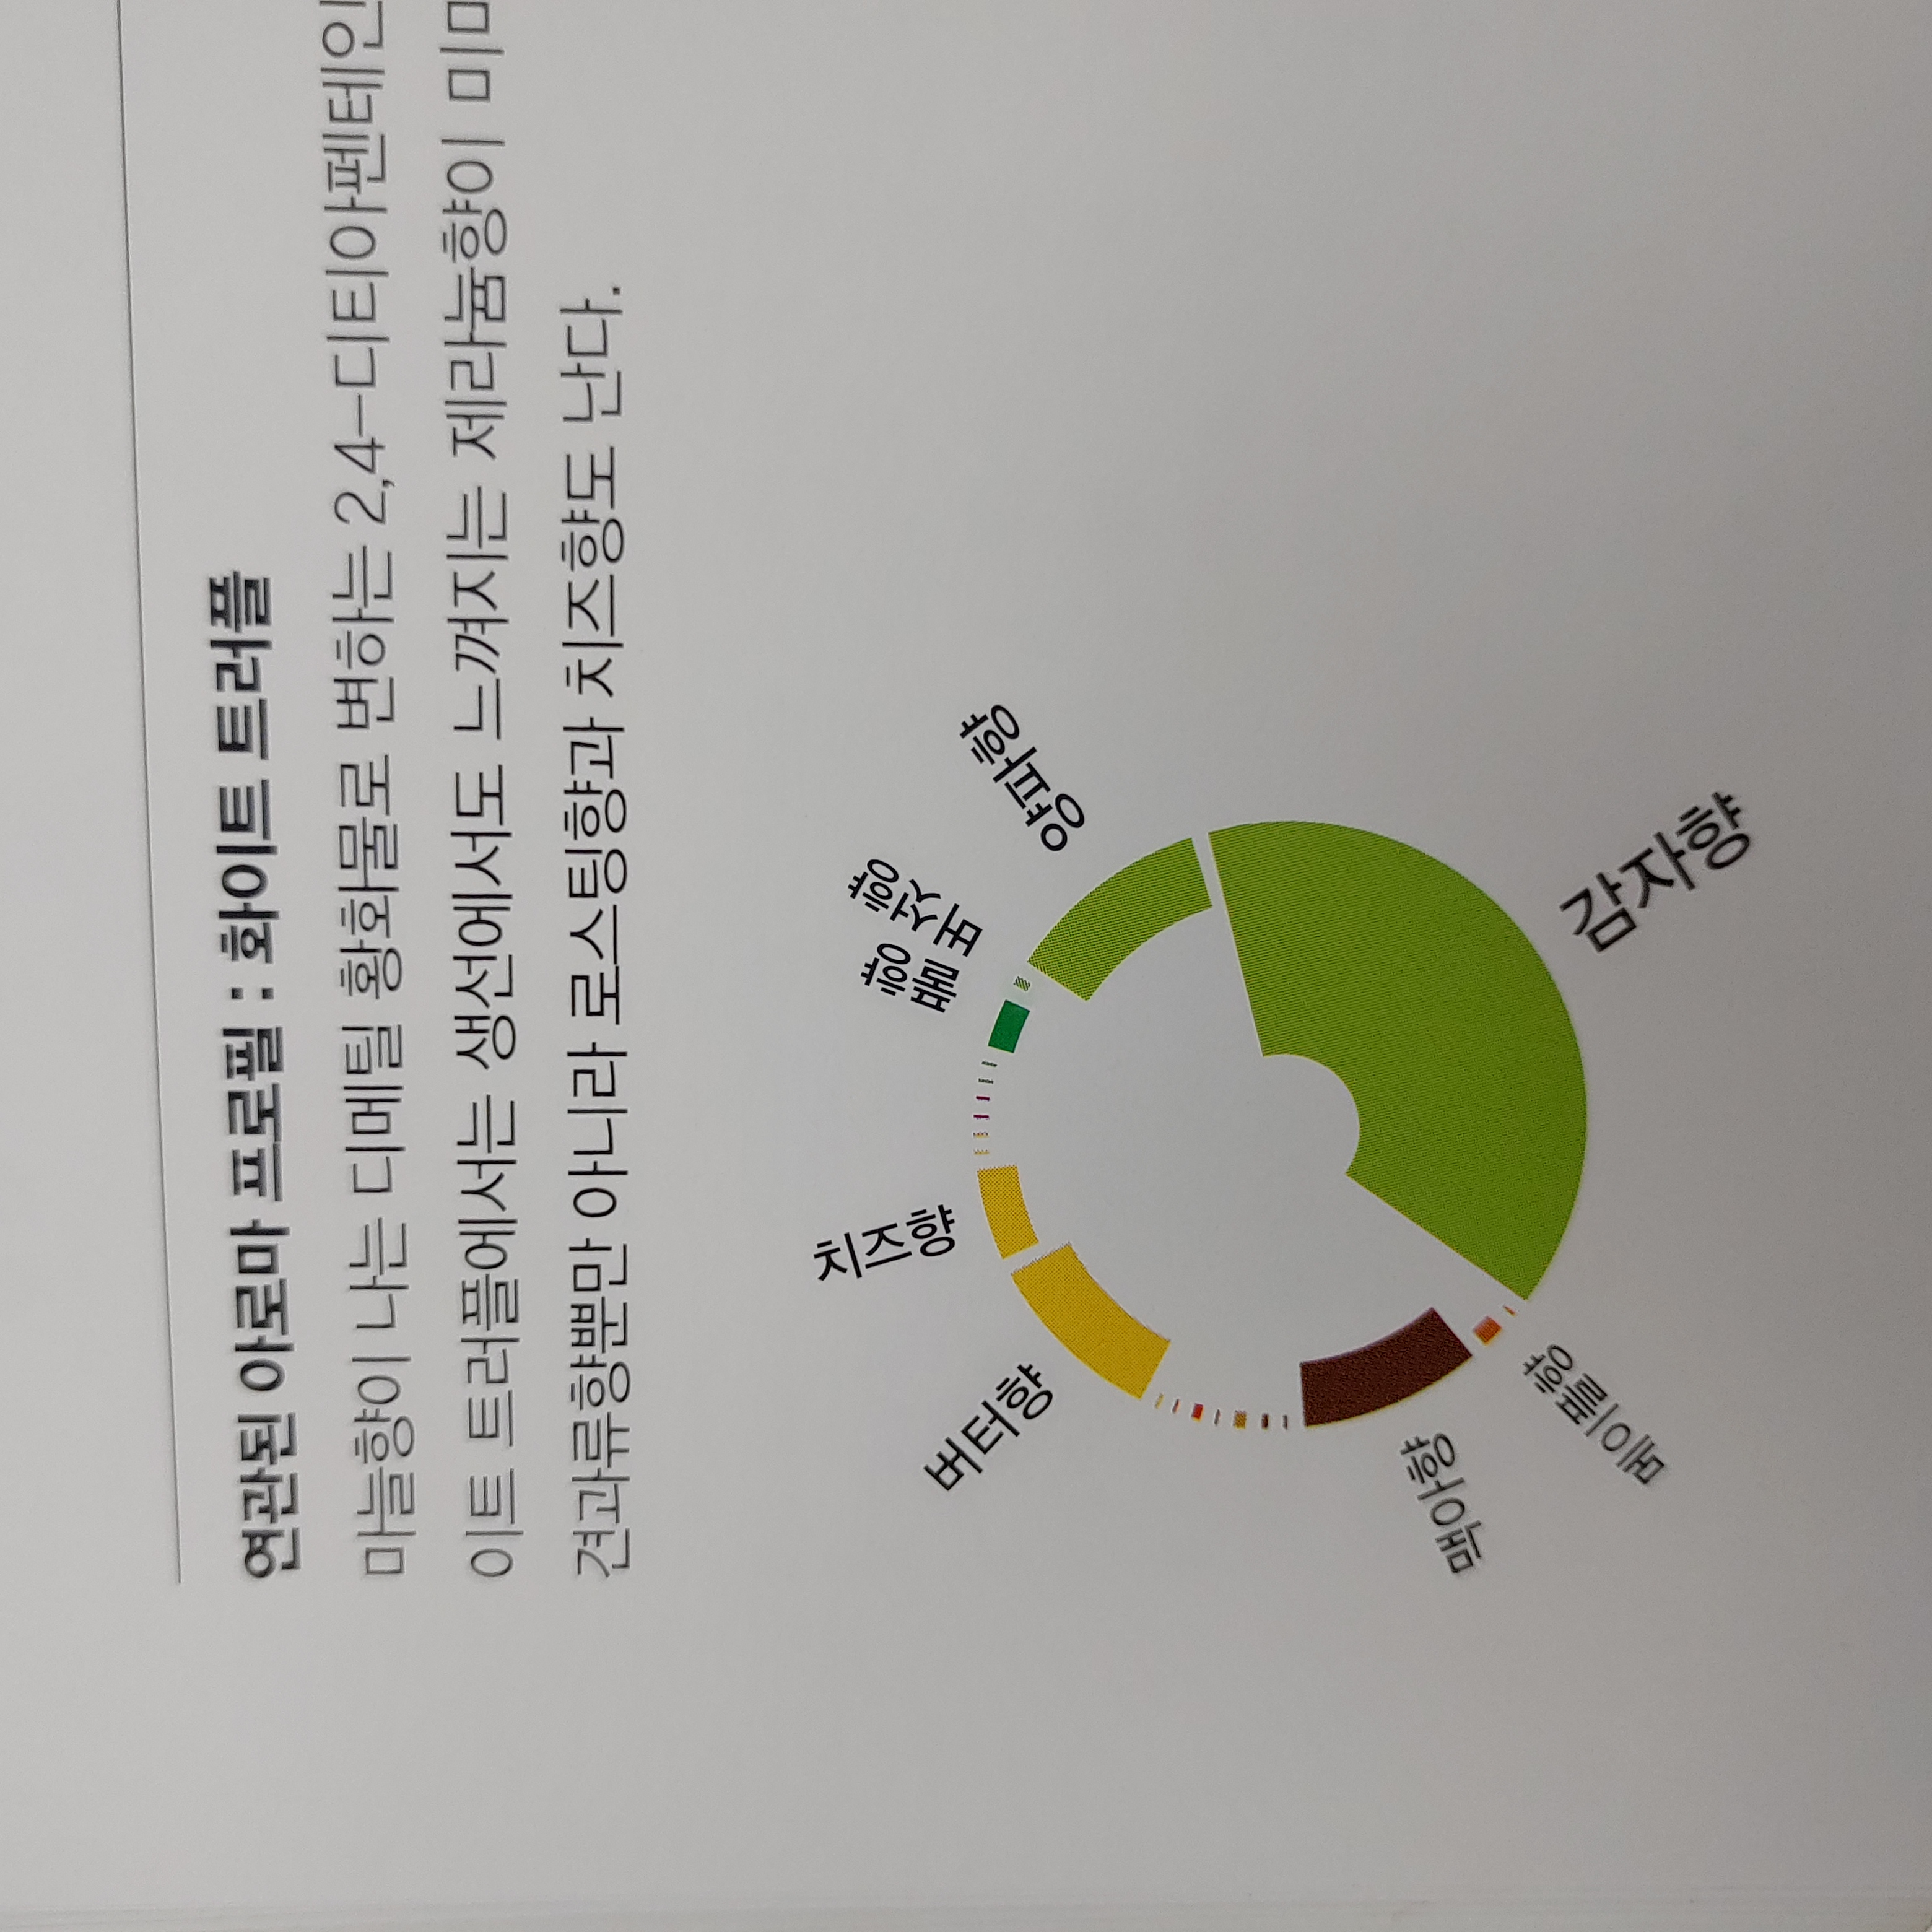 연관된 아로마 프로필 : 화이트 트러플
마늘향이 나는 디메틸 황화물로 변하는 2,4-디티아펜테인
이트 트러플에서는 생선에서도 느껴지는 제라늄향이
견과류향뿐만 아니라 로스팅향과 치즈향도 난다.
치즈향
풀향
버섯향
버터향
양파향
맥아향
메이플향
감자향